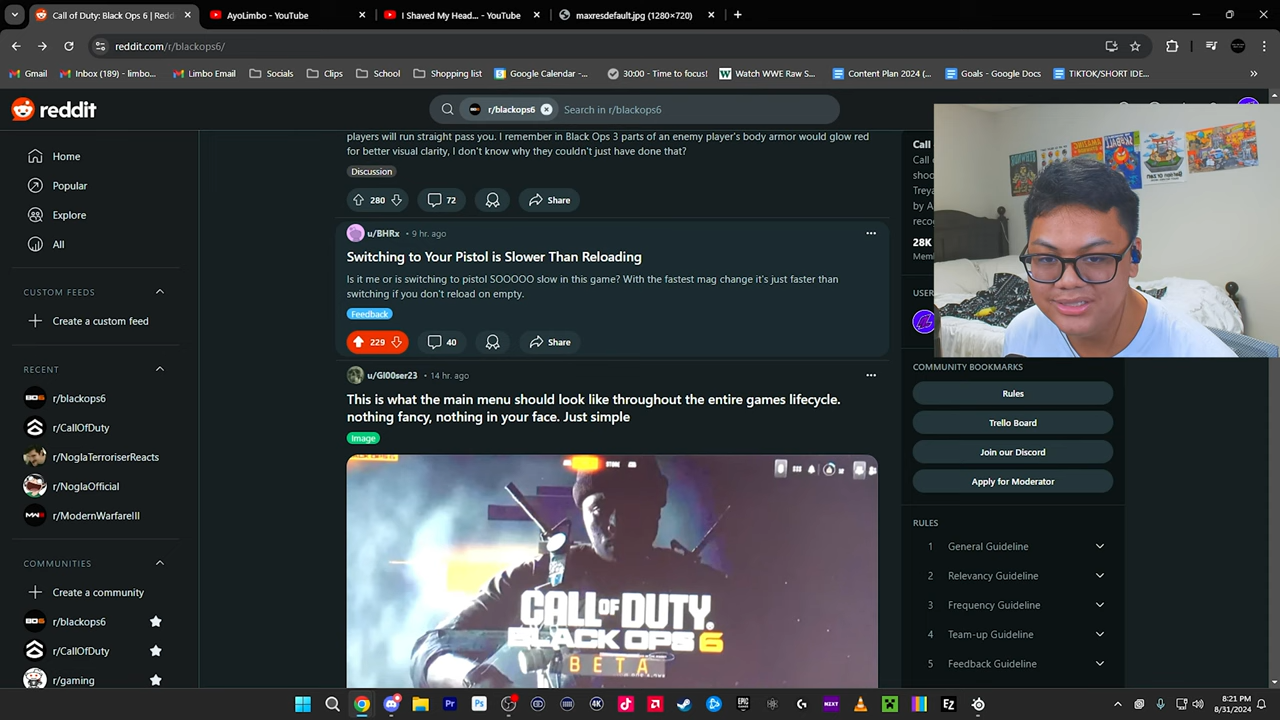 Call of Duty: Black Ops 6 | Redd
AyoLimbo - YouTube
I Shaved My Head... - YouTube
maxresdefault.jpg (1280×720)
reddit.com/r/blackops6/
Gmail
Inbox (189) - limbo...
Limbo Email
Socials
Clips
School
Shopping list
Google Calendar -...
30:00 - Time to focus!
Watch WWE Raw S...
Content Plan 2024 (...
Goals - Google Docs
TIKTOK/SHORT IDE...
reddit
r/blackops6
Search in r/blackops6
Home
Popular
Explore
All
CUSTOM FEEDS
Create a custom feed
RECENT
r/blackops6
r/CallOfDuty
r/NoglaTerroriserReacts
r/NoglaOfficial
r/ModernWarfareIII
COMMUNITIES
Create a community
r/blackops6
r/CallOfDuty
r/gaming
players will run straight pass you. I remember in Black Ops 3 parts of an enemy player's body armor would glow red
for better visual clarity, I don't know why they couldn't just have done that?
Discussion
280
72
Share
u/BHRx • 9 hr. ago
Switching to Your Pistol is Slower Than Reloading
Is it me or is switching to pistol SOOOOO slow in this game? With the fastest mag change it's just faster than
switching if you don't reload on empty.
Feedback
229
40
Share
u/Gl00ser23 • 14 hr. ago
This is what the main menu should look like throughout the entire games lifecycle.
nothing fancy, nothing in your face. Just simple
Image
CALL OF DUTY
BLACK OPS 6
BETA
Call
Call o
shoo
Treya
by A
reco
28K
Mem
USER
COMMUNITY BOOKMARKS
Rules
Trello Board
Join our Discord
Apply for Moderator
RULES
1 General Guideline
2 Relevancy Guideline
3 Frequency Guideline
4 Team-up Guideline
5 Feedback Guideline
8:21 PM
8/31/2024